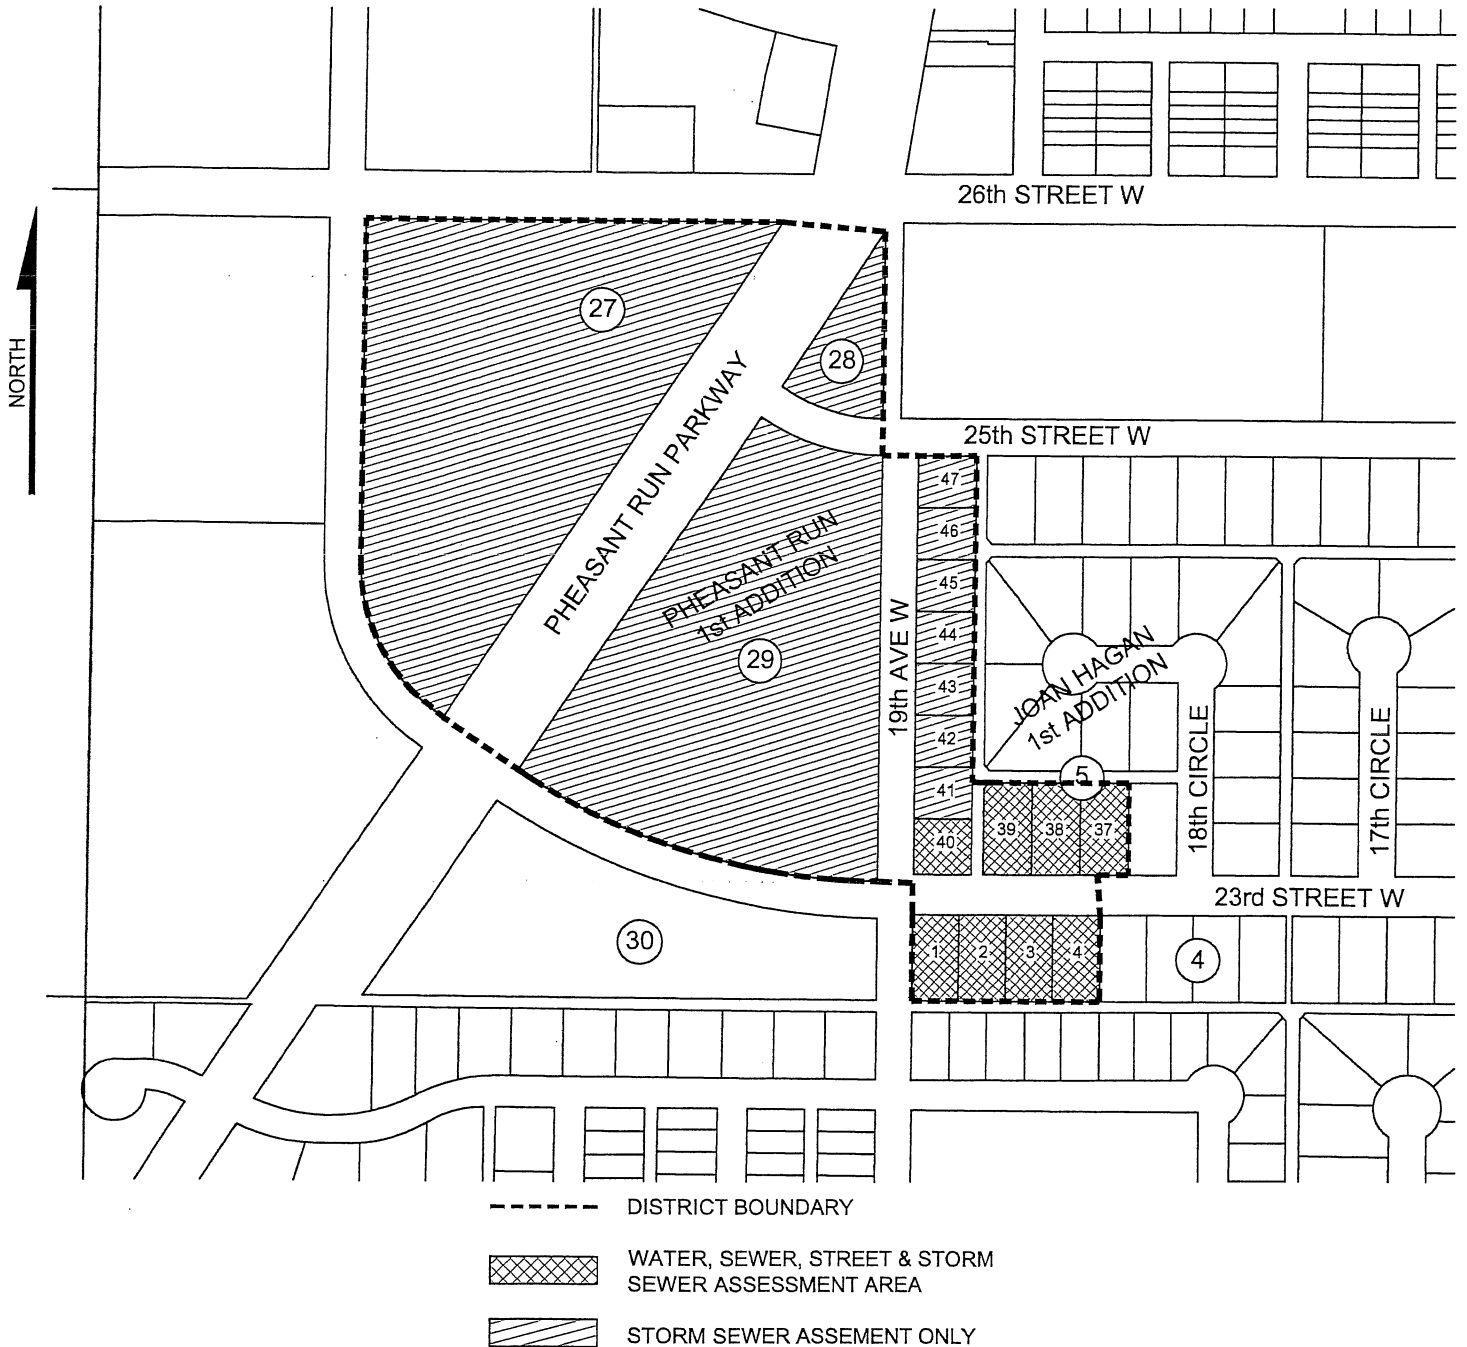 26th STREET W
27
NORTH
28
PHEASANT RUN PARKWAY
25th STREET W
47
46
PHEASANT RUN
1st ADDITION
45
44
29
19th AVE W
43
JOAN HAGAN
1st ADDITION
42
18th CIRCLE
17th CIRCLE
5
41
40
39
38
37
23rd STREET W
30
1
2
3
4
4
DISTRICT BOUNDARY
WATER, SEWER, STREET & STORM
SEWER ASSESSMENT AREA
STORM SEWER ASSEMENT ONLY